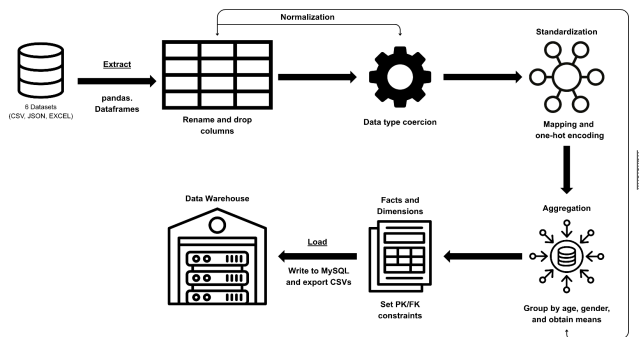 Normalization
Standardization
Extract
pandas.
Dataframes
6 Datasets
(CSV, JSON, EXCEL)
Rename and drop
columns
Data type coercion
Mapping and
one-hot encoding
Data Warehouse
Facts and
Dimensions
Aggregation
Load
Write to MySQL
and export CSVs
Set PK/FK
constraints
Group by age, gender,
and obtain means